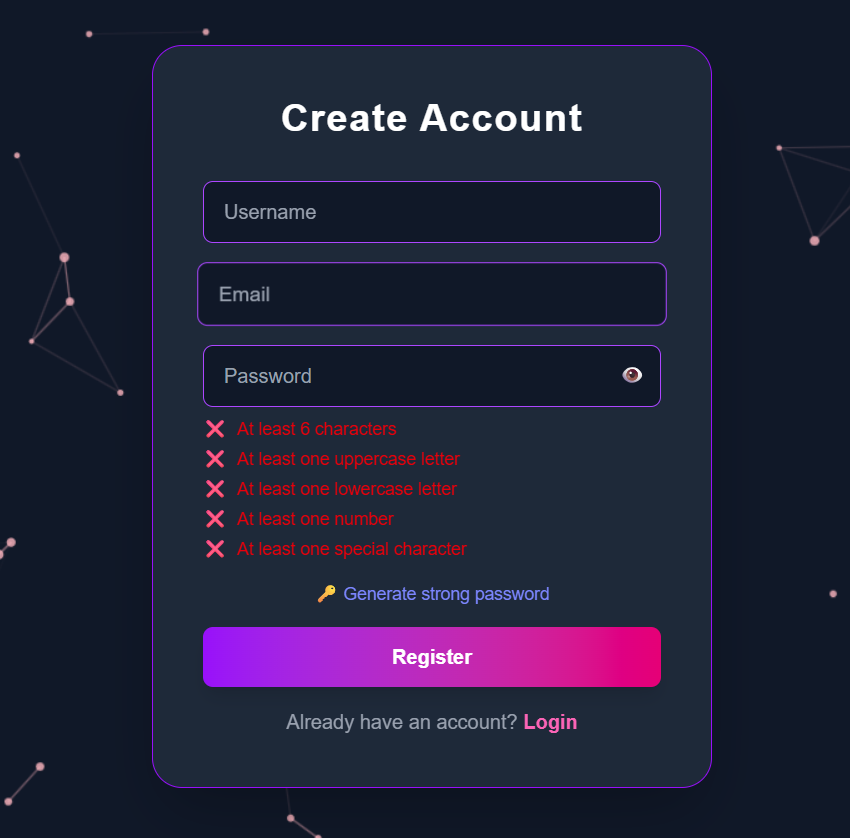 Create Account
Username
Email
Password
At least 6 characters
At least one uppercase letter
At least one lowercase letter
At least one number
At least one special character
Generate strong password
Register
Already have an account? Login